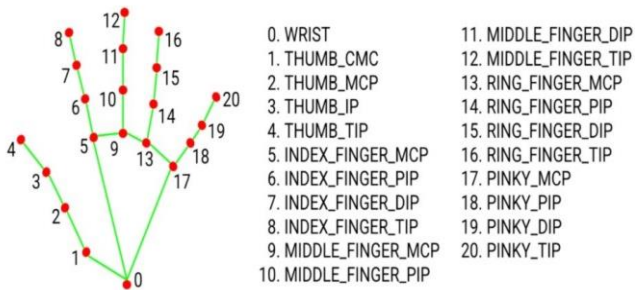 12
8
16
11
7
15
20
6
10
14
19
4
5
9
13
18
3
17
2
1
0
0. WRIST
1. THUMB_CMC
2. THUMB_MCP
3. THUMB_IP
4. THUMB_TIP
5. INDEX_FINGER_MCP
6. INDEX_FINGER_PIP
7. INDEX_FINGER_DIP
8. INDEX_FINGER_TIP
9. MIDDLE_FINGER_MCP
10. MIDDLE_FINGER_PIP
11. MIDDLE_FINGER_DIP
12. MIDDLE_FINGER_TIP
13. RING_FINGER_MCP
14. RING_FINGER_PIP
15. RING_FINGER_DIP
16. RING_FINGER_TIP
17. PINKY_MCP
18. PINKY_PIP
19. PINKY_DIP
20. PINKY_TIP